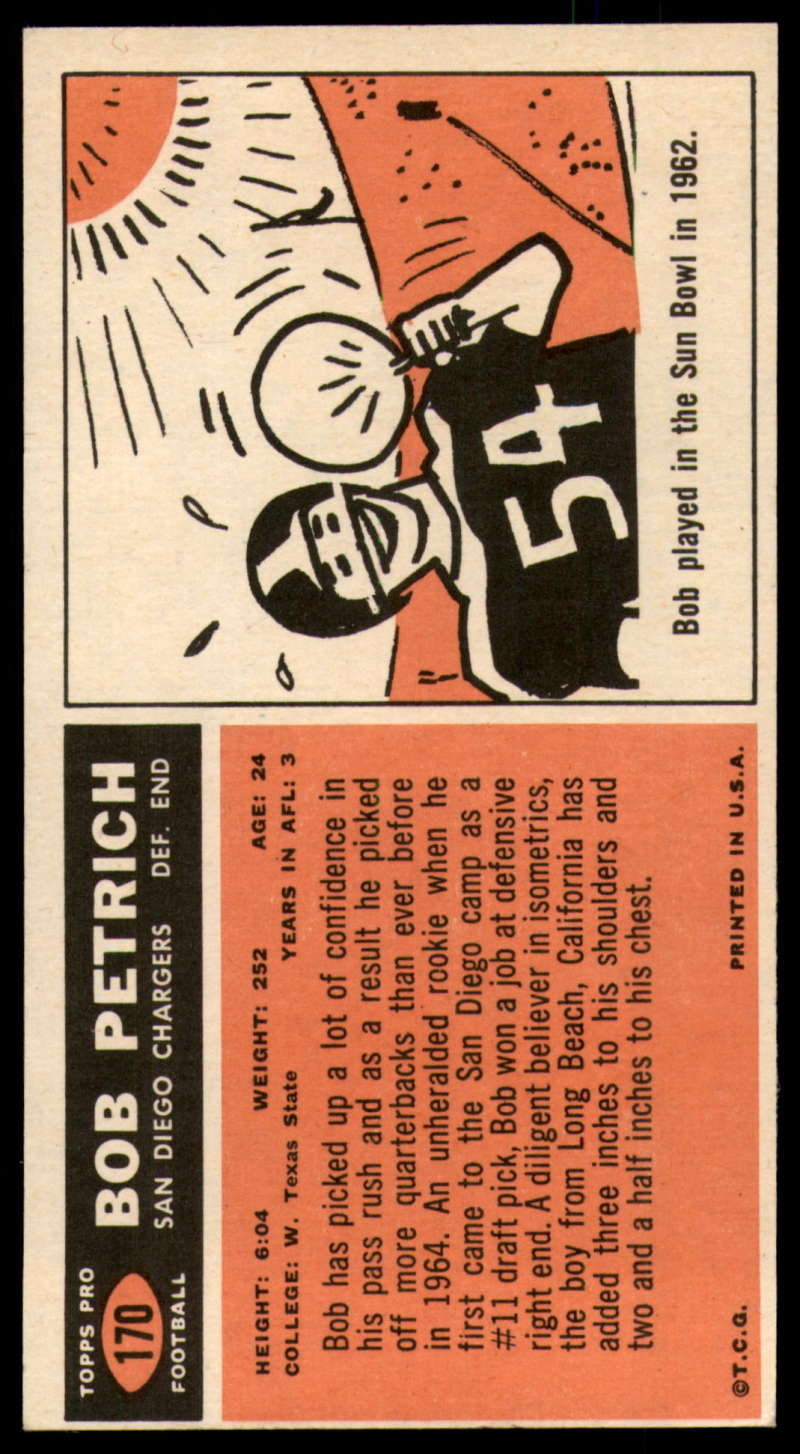 TOPPS PRO
170
FOOTBALL
BOB PETRICH
SAN DIEGO CHARGERS DEF. END
HEIGHT: 6:04 WEIGHT: 252 AGE: 24
COLLEGE: W. Texas State YEARS IN AFL: 3
Bob has picked up a lot of confidence in
his pass rush and as a result he picked
off more quarterbacks than ever before
in 1964. An unheralded rookie when he
first came to the San Diego camp as a
#11 draft pick, Bob won a job at defensive
right end. A diligent believer in isometrics,
the boy from Long Beach, California has
added three inches to his shoulders and
two and a half inches to his chest.
©T.C.G. PRINTED IN U.S.A.
54
Bob played in the Sun Bowl in 1962.